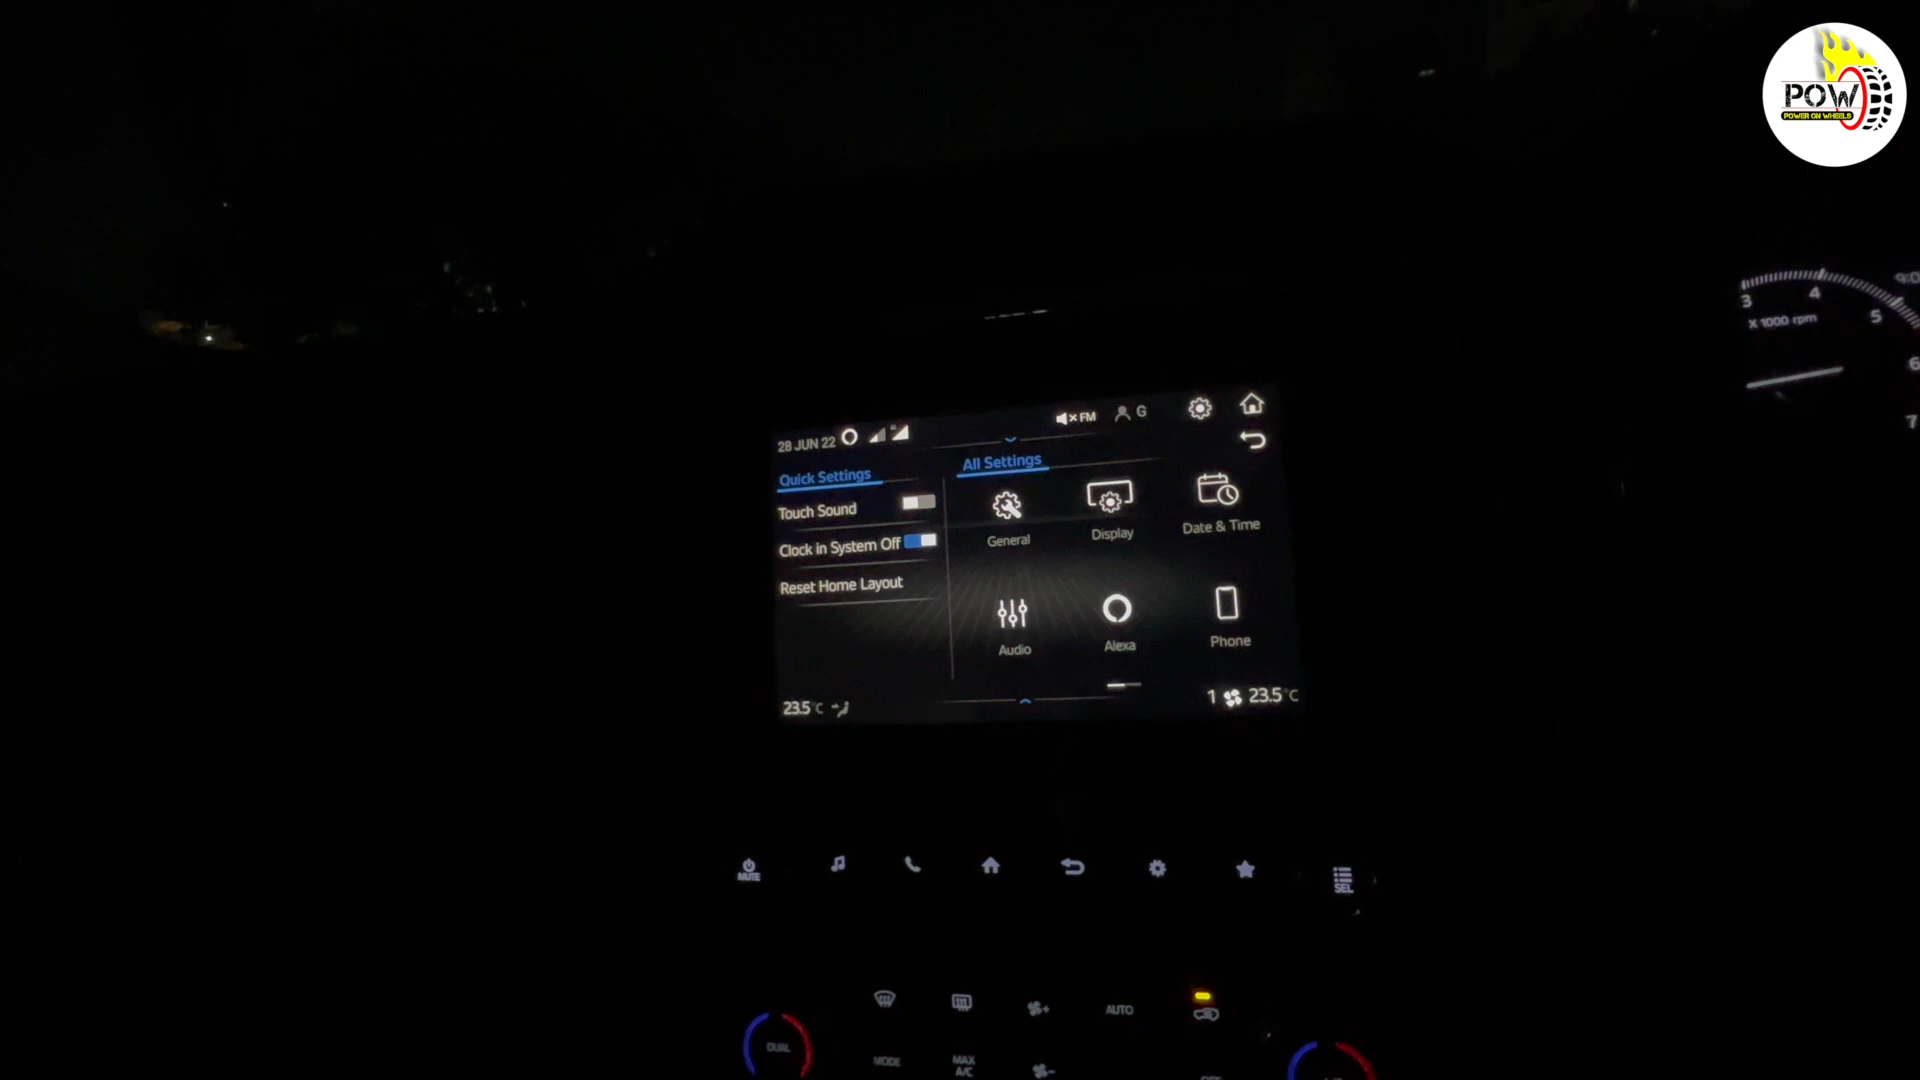 POW
POWER ON WHEELS
3
4
5
6
7
X 1000 rpm
28 JUN 22
FM
G
Quick Settings
All Settings
Touch Sound
Clock in System Off
Reset Home Layout
General
Display
Date & Time
Audio
Alexa
Phone
23.5°C
1 23.5°C
MUTE
SEL
AUTO
DUAL
MODE
MAX
A/C